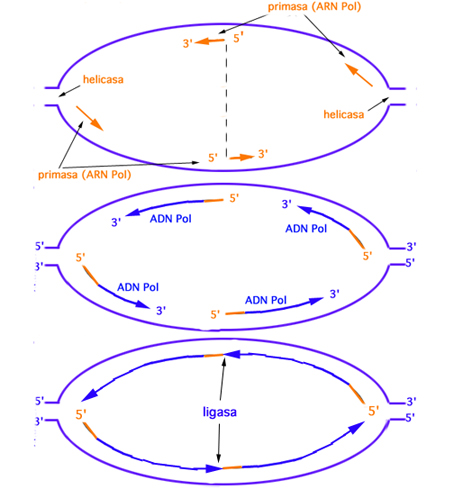 primasa (ARN Pol)
3' 5'
helicasa
helicasa
5' 3'
primasa (ARN Pol)
5'
3' 3'
ADN Pol ADN Pol
5' 3'
5' 5'
3' 5'
ADN Pol ADN Pol 3'
5' 3'
5' 3'
5' ligasa 5' 5'
3'